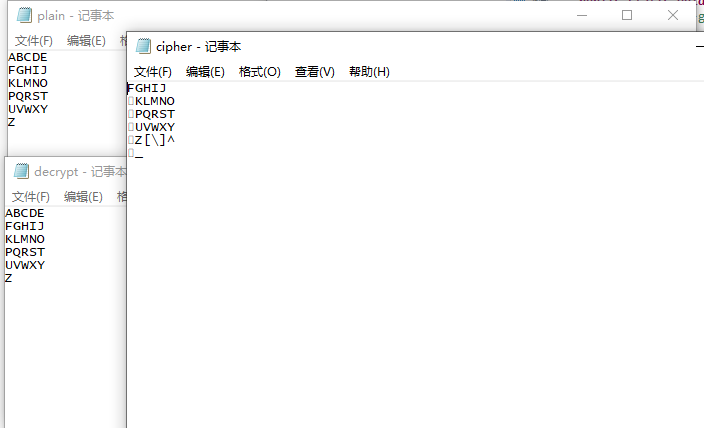 plain - 记事本
文件(F) 编辑(E) 格
ABCDE
FGHIJ
KLMNO
PQRST
UVWXY
Z
cipher - 记事本
文件(F) 编辑(E) 格式(O) 查看(V) 帮助(H)
FGHIJ
▯KLMNO
▯PQRST
▯UVWXY
▯Z[\]^
▯_
decrypt - 记事本
文件(F) 编辑(E) 格
ABCDE
FGHIJ
KLMNO
PQRST
UVWXY
Z